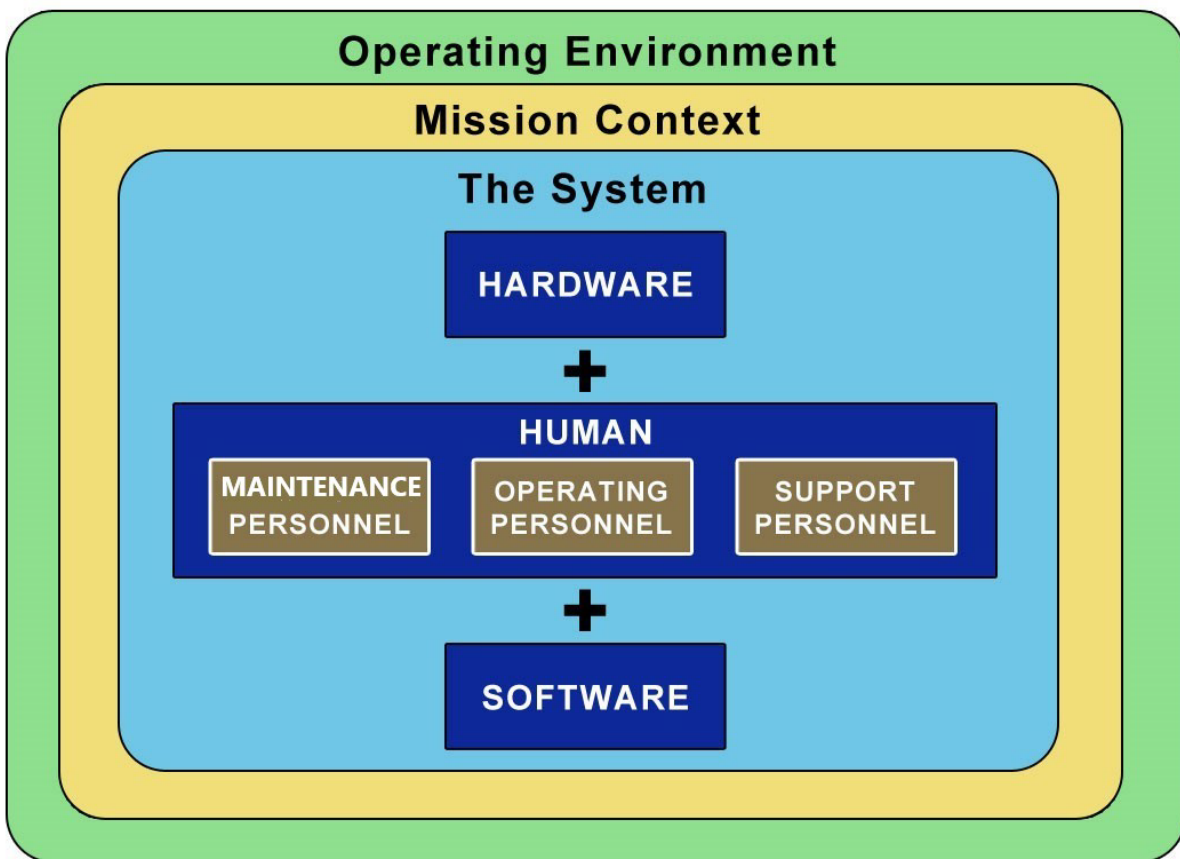 Operating Environment
Mission Context
The System
HARDWARE
+
HUMAN
MAINTENANCE
PERSONNEL
OPERATING
PERSONNEL
SUPPORT
PERSONNEL
+
SOFTWARE